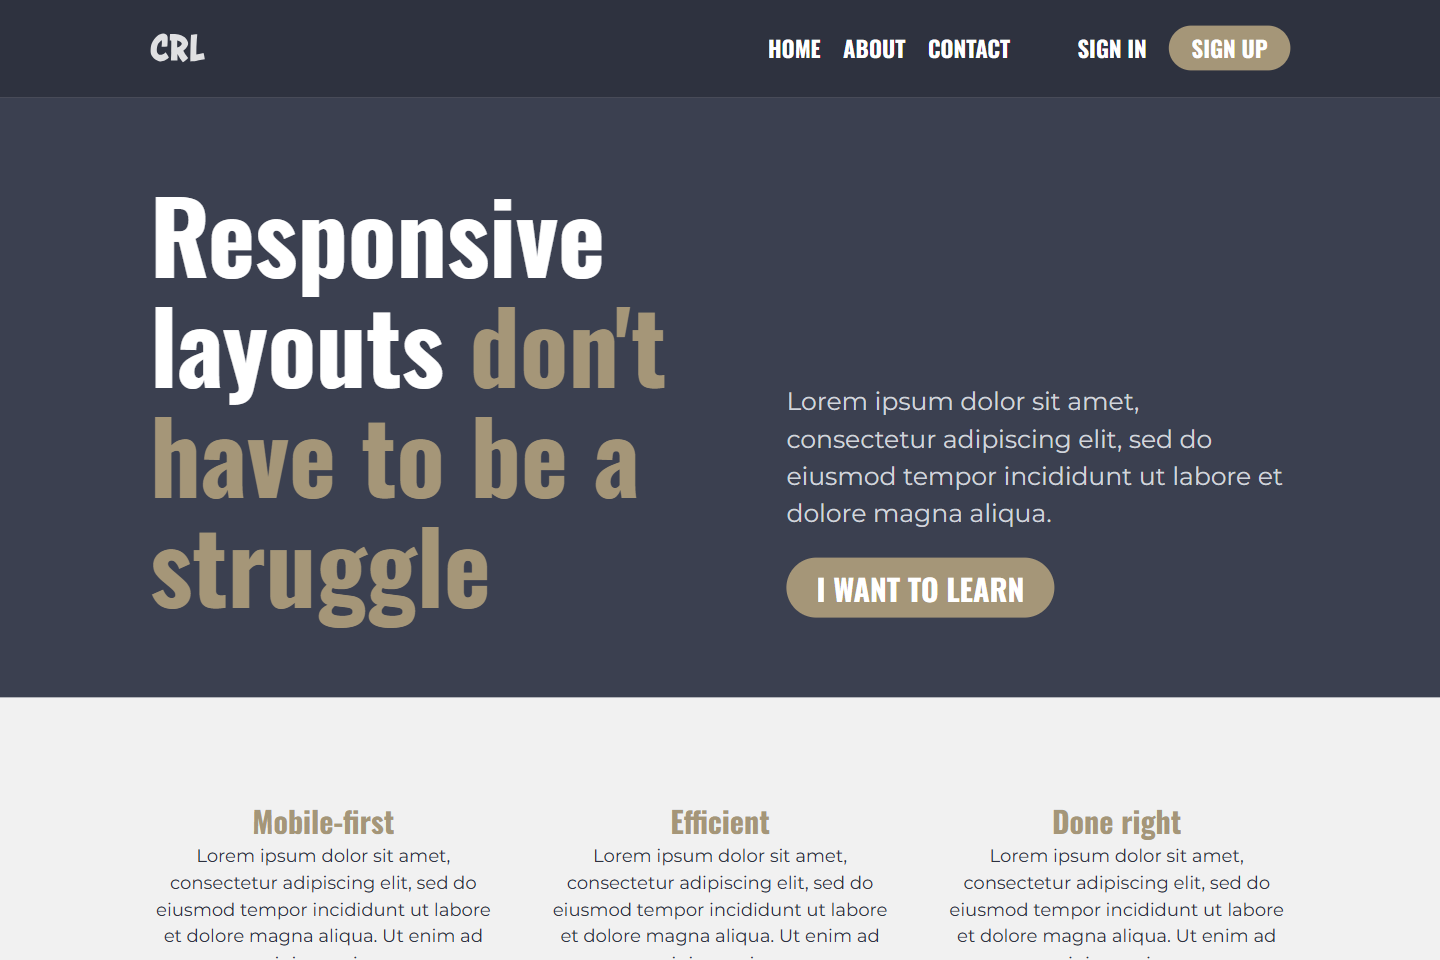 CRL
HOME ABOUT CONTACT SIGN IN SIGN UP
Responsive
layouts don't
have to be a
struggle
Lorem ipsum dolor sit amet,
consectetur adipiscing elit, sed do
eiusmod tempor incididunt ut labore et
dolore magna aliqua.
I WANT TO LEARN
Mobile-first
Lorem ipsum dolor sit amet,
consectetur adipiscing elit, sed do
eiusmod tempor incididunt ut labore
et dolore magna aliqua. Ut enim ad
Efficient
Lorem ipsum dolor sit amet,
consectetur adipiscing elit, sed do
eiusmod tempor incididunt ut labore
et dolore magna aliqua. Ut enim ad
Done right
Lorem ipsum dolor sit amet,
consectetur adipiscing elit, sed do
eiusmod tempor incididunt ut labore
et dolore magna aliqua. Ut enim ad